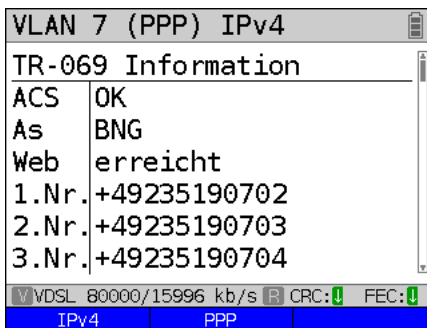 VLAN 7 (PPP) IPv4
TR-069 Information
ACS OK
As BNG
Web erreicht
1.Nr. +49235190702
2.Nr. +49235190703
3.Nr. +49235190704
V VDSL 80000/15996 kb/s R CRC:↓ FEC:↓
IPv4 PPP